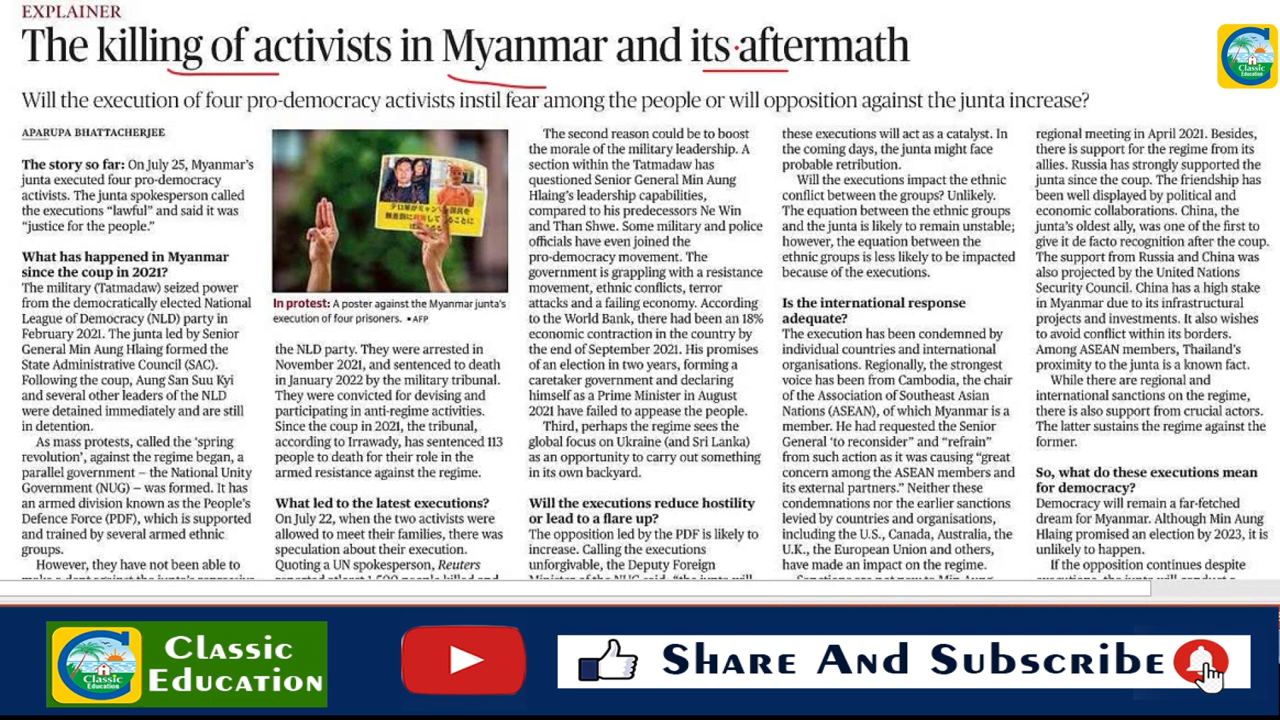 EXPLAINER
The killing of activists in Myanmar and its aftermath
Will the execution of four pro-democracy activists instil fear among the people or will opposition against the junta increase?
APARUPA BHATTACHERJEE
The story so far: On July 25, Myanmar's
junta executed four pro-democracy
activists. The junta spokesperson called
the executions “lawful” and said it was
“justice for the people.”
What has happened in Myanmar
since the coup in 2021?
The military (Tatmadaw) seized power
from the democratically elected National
League of Democracy (NLD) party in
February 2021. The junta led by Senior
General Min Aung Hlaing formed the
State Administrative Council (SAC).
Following the coup, Aung San Suu Kyi
and several other leaders of the NLD
were detained immediately and are still
in detention.
As mass protests, called the ‘spring
revolution’, against the regime began, a
parallel government – the National Unity
Government (NUG) – was formed. It has
an armed division known as the People's
Defence Force (PDF), which is supported
and trained by several armed ethnic
groups.
However, they have not been able to
In protest: A poster against the Myanmar junta's
execution of four prisoners. • AFP
the NLD party. They were arrested in
November 2021, and sentenced to death
in January 2022 by the military tribunal.
They were convicted for devising and
participating in anti-regime activities.
Since the coup in 2021, the tribunal,
according to Irrawady, has sentenced 113
people to death for their role in the
armed resistance against the regime.
What led to the latest executions?
On July 22, when the two activists were
allowed to meet their families, there was
speculation about their execution.
Quoting a UN spokesperson, Reuters
The second reason could be to boost
the morale of the military leadership. A
section within the Tatmadaw has
questioned Senior General Min Aung
Hlaing's leadership capabilities,
compared to his predecessors Ne Win
and Than Shwe. Some military and police
officials have even joined the
pro-democracy movement. The
government is grappling with a resistance
movement, ethnic conflicts, terror
attacks and a failing economy. According
to the World Bank, there had been an 18%
economic contraction in the country by
the end of September 2021. His promises
of an election in two years, forming a
caretaker government and declaring
himself as a Prime Minister in August
2021 have failed to appease the people.
Third, perhaps the regime sees the
global focus on Ukraine (and Sri Lanka)
as an opportunity to carry out something
in its own backyard.
Will the executions reduce hostility
or lead to a flare up?
The opposition led by the PDF is likely to
increase. Calling the executions
unforgivable, the Deputy Foreign
Minister of the NUG said, “the junta will
these executions will act as a catalyst. In
the coming days, the junta might face
probable retribution.
Will the executions impact the ethnic
conflict between the groups? Unlikely.
The equation between the ethnic groups
and the junta is likely to remain unstable;
however, the equation between the
ethnic groups is less likely to be impacted
because of the executions.
Is the international response
adequate?
The execution has been condemned by
individual countries and international
organisations. Regionally, the strongest
voice has been from Cambodia, the chair
of the Association of Southeast Asian
Nations (ASEAN), of which Myanmar is a
member. He had requested the Senior
General ‘to reconsider” and “refrain”
from such action as it was causing “great
concern among the ASEAN members and
its external partners.” Neither these
condemnations nor the earlier sanctions
levied by countries and organisations,
including the U.S., Canada, Australia, the
U.K., the European Union and others,
have made an impact on the regime.
regional meeting in April 2021. Besides,
there is support for the regime from its
allies. Russia has strongly supported the
junta since the coup. The friendship has
been well displayed by political and
economic collaborations. China, the
junta's oldest ally, was one of the first to
give it de facto recognition after the coup.
The support from Russia and China was
also projected by the United Nations
Security Council. China has a high stake
in Myanmar due to its infrastructural
projects and investments. It also wishes
to avoid conflict within its borders.
Among ASEAN members, Thailand's
proximity to the junta is a known fact.
While there are regional and
international sanctions on the regime,
there is also support from crucial actors.
The latter sustains the regime against the
former.
So, what do these executions mean
for democracy?
Democracy will remain a far-fetched
dream for Myanmar. Although Min Aung
Hlaing promised an election by 2023, it is
unlikely to happen.
If the opposition continues despite
Classic
Education
Classic
Education
Classic
Education
Share And Subscribe